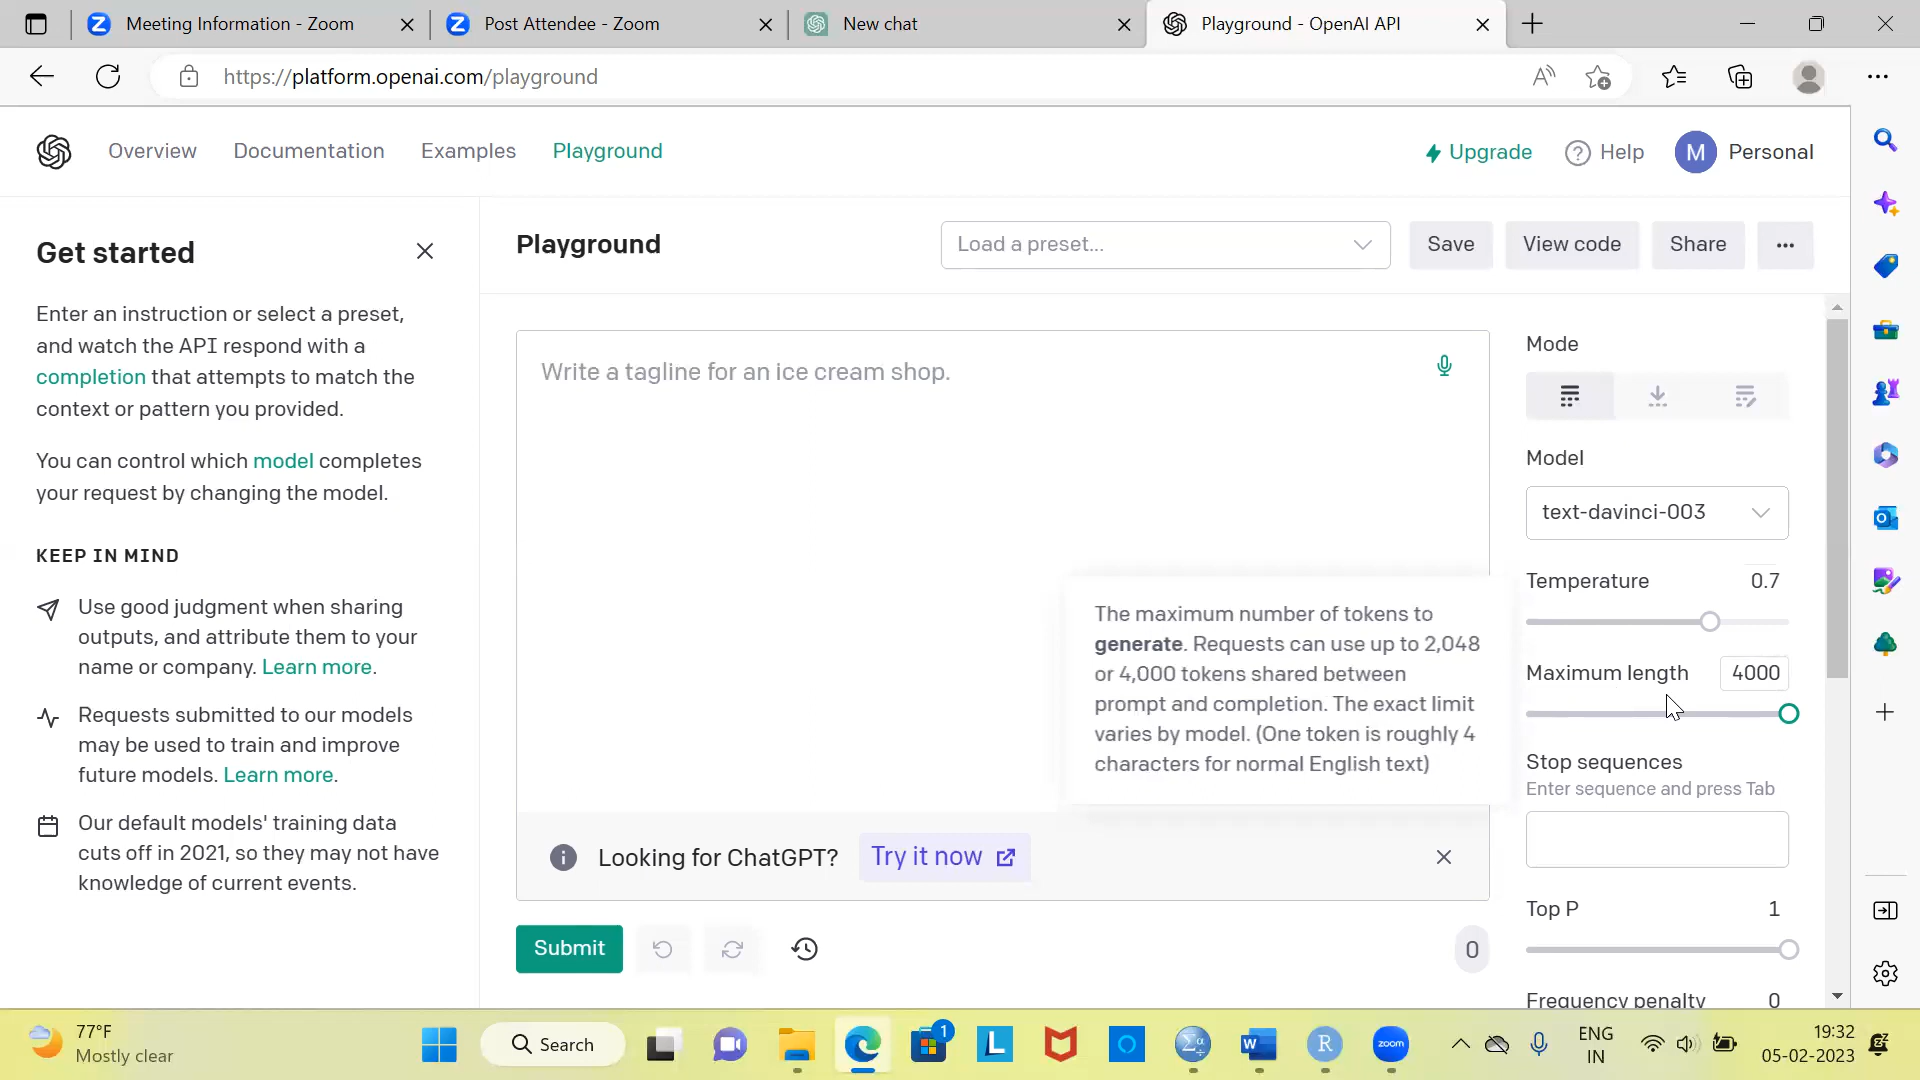 Meeting Information - Zoom
Post Attendee - Zoom
New chat
Playground - OpenAI API
https://platform.openai.com/playground
Overview
Documentation
Examples
Playground
Upgrade
Help
M
Personal
Get started
Enter an instruction or select a preset,
and watch the API respond with a
completion that attempts to match the
context or pattern you provided.
You can control which model completes
your request by changing the model.
KEEP IN MIND
Use good judgment when sharing
outputs, and attribute them to your
name or company. Learn more.
Requests submitted to our models
may be used to train and improve
future models. Learn more.
Our default models' training data
cuts off in 2021, so they may not have
knowledge of current events.
Playground
Load a preset...
Save
View code
Share
Write a tagline for an ice cream shop.
The maximum number of tokens to
generate. Requests can use up to 2,048
or 4,000 tokens shared between
prompt and completion. The exact limit
varies by model. (One token is roughly 4
characters for normal English text)
Looking for ChatGPT?
Try it now
Submit
0
Mode
Model
text-davinci-003
Temperature 0.7
Maximum length 4000
Stop sequences
Enter sequence and press Tab
Top P 1
Frequency penalty 0
77°F
Mostly clear
Search
1
L
W
R
zoom
ENG
IN
19:32
05-02-2023